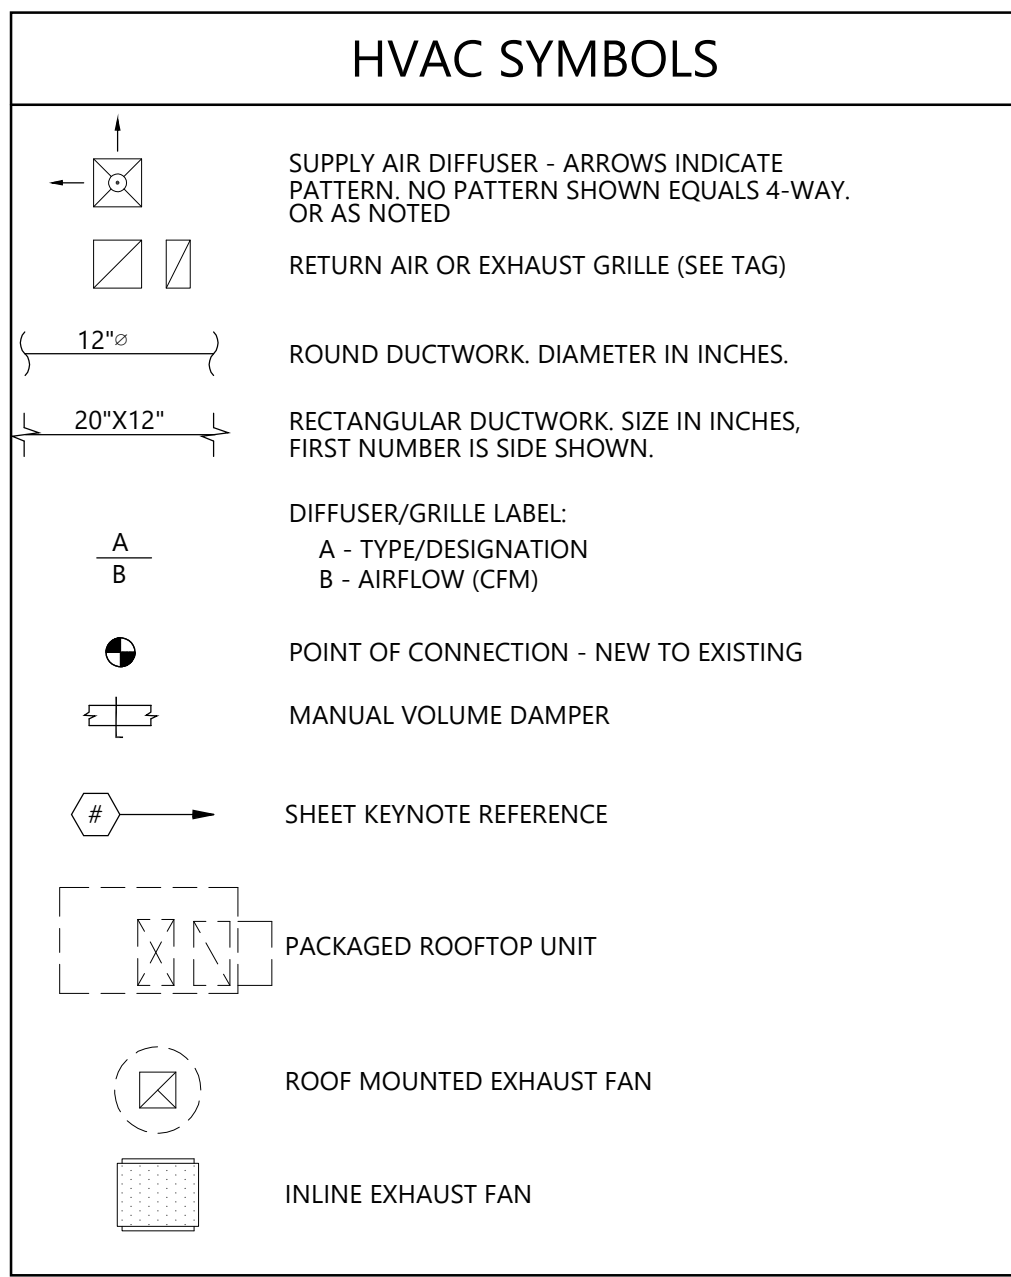 HVAC SYMBOLS
SUPPLY AIR DIFFUSER - ARROWS INDICATE
PATTERN. NO PATTERN SHOWN EQUALS 4-WAY.
OR AS NOTED
RETURN AIR OR EXHAUST GRILLE (SEE TAG)
12"⌀
ROUND DUCTWORK. DIAMETER IN INCHES.
20"X12"
RECTANGULAR DUCTWORK. SIZE IN INCHES,
FIRST NUMBER IS SIDE SHOWN.
A
B
DIFFUSER/GRILLE LABEL:
A - TYPE/DESIGNATION
B - AIRFLOW (CFM)
POINT OF CONNECTION - NEW TO EXISTING
MANUAL VOLUME DAMPER
#
SHEET KEYNOTE REFERENCE
PACKAGED ROOFTOP UNIT
ROOF MOUNTED EXHAUST FAN
INLINE EXHAUST FAN